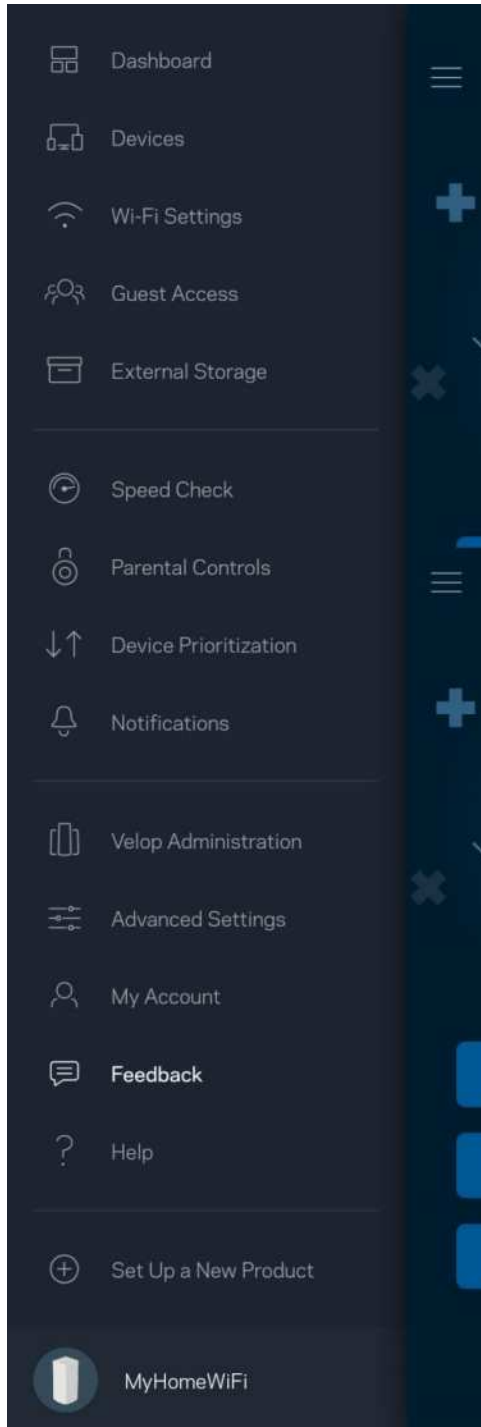 Dashboard
Devices
Wi-Fi Settings
Guest Access
External Storage
Speed Check
Parental Controls
Device Prioritization
Notifications
Velop Administration
Advanced Settings
My Account
Feedback
Help
Set Up a New Product
MyHomeWiFi